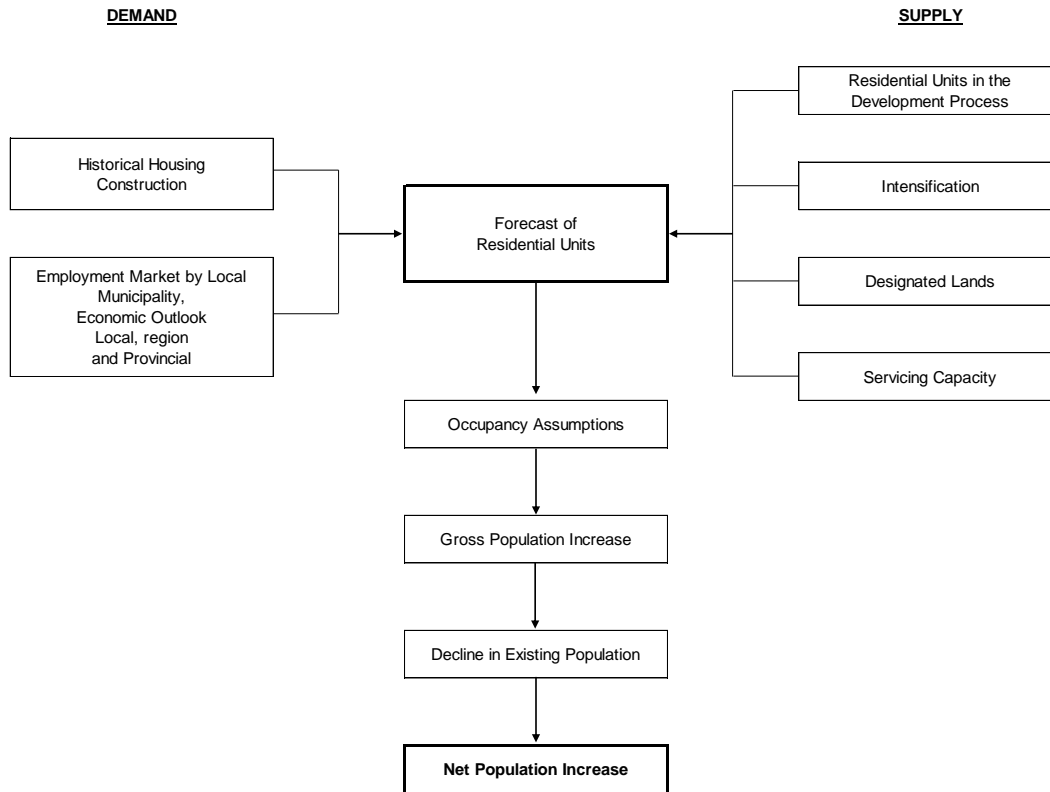 DEMAND
SUPPLY
Residential Units in the
Development Process
Historical Housing
Construction
Intensification
Forecast of
Residential Units
Employment Market by Local
Municipality,
Economic Outlook
Local, region
and Provincial
Designated Lands
Servicing Capacity
Occupancy Assumptions
Gross Population Increase
Decline in Existing Population
Net Population Increase